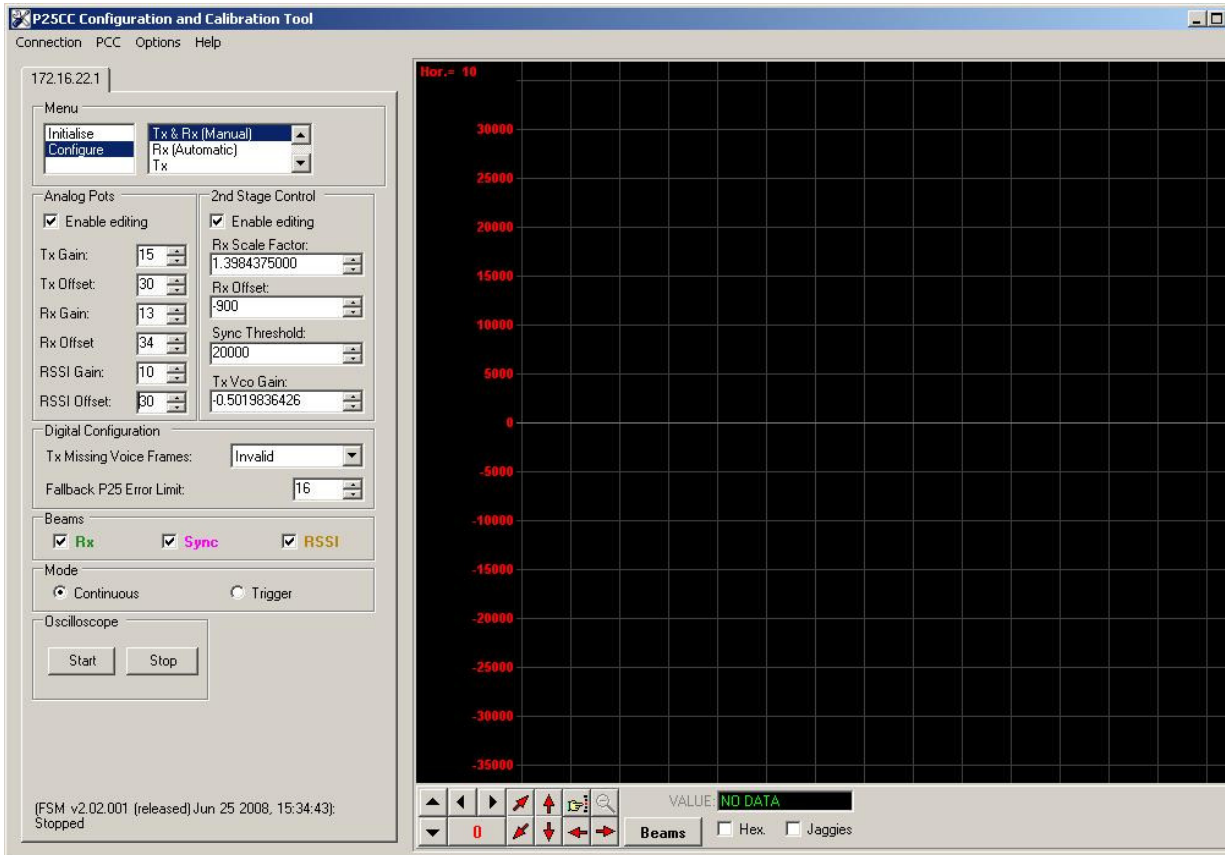 P25CC Configuration and Calibration Tool
Connection PCC Options Help
172.16.22.1
Menu
Initialise
Configure
Tx & Rx (Manual)
Rx (Automatic)
Tx
Analog Pots
Enable editing
Tx Gain: 15
Tx Offset: 30
Rx Gain: 13
Rx Offset 34
RSSI Gain: 10
RSSI Offset: 30
2nd Stage Control
Enable editing
Rx Scale Factor:
1.3984375000
Rx Offset:
-900
Sync Threshold:
20000
Tx Vco Gain:
-0.5019836426
Digital Configuration
Tx Missing Voice Frames: Invalid
Fallback P25 Error Limit: 16
Beams
Rx Sync RSSI
Mode
Continuous Trigger
Oscilloscope
Start Stop
(FSM v2.02.001 (released) Jun 25 2008, 15:34:43):
Stopped
Hor.= 10
30000
25000
20000
15000
10000
5000
0
-5000
-10000
-15000
-20000
-25000
-30000
-35000
0
VALUE: NO DATA
Beams Hex. Jaggies